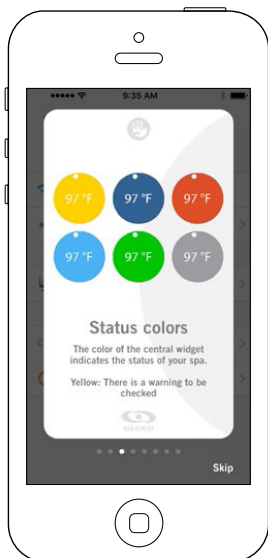 9:35 AM
97 °F 97 °F 97 °F
97 °F 97 °F 97 °F
Status colors
The color of the central widget
indicates the status of your spa.
Yellow: There is a warning to be
checked
GECKO
Skip